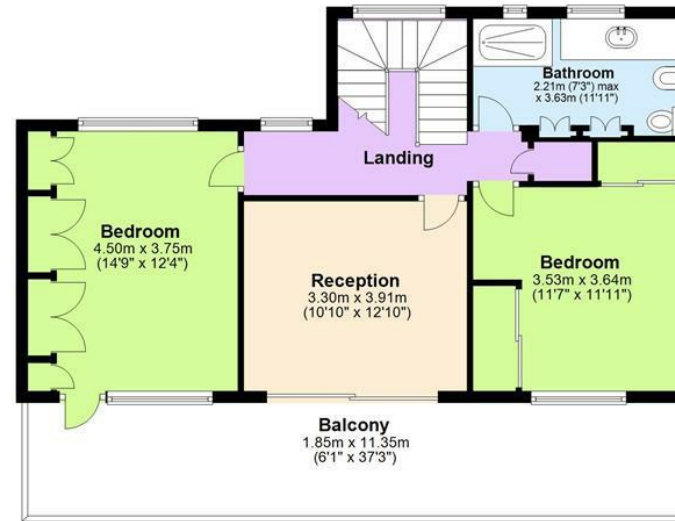 Bathroom
2.21m (7'3") max
x 3.63m (11'11")
Landing
Bedroom
4.50m x 3.75m
(14'9" x 12'4")
Reception
3.30m x 3.91m
(10'10" x 12'10")
Bedroom
3.53m x 3.64m
(11'7" x 11'11")
Balcony
1.85m x 11.35m
(6'1" x 37'3")